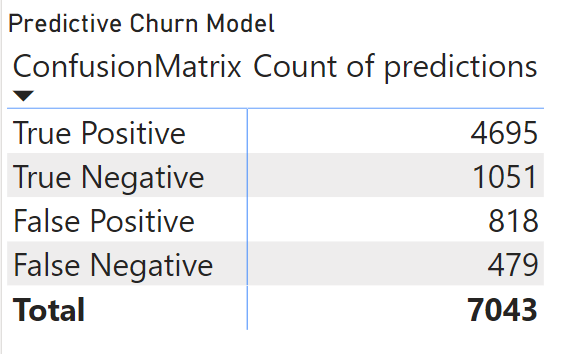 Predictive Churn Model
ConfusionMatrix Count of predictions
True Positive 4695
True Negative 1051
False Positive 818
False Negative 479
Total 7043